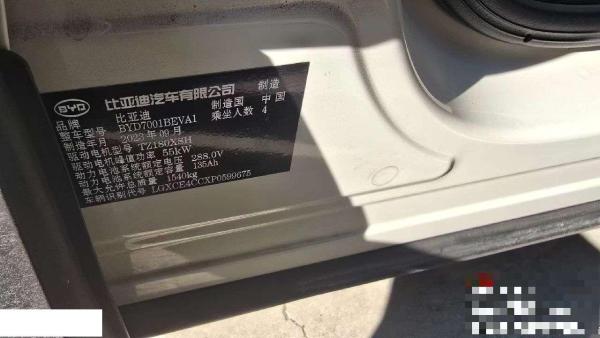 BYD 比亚迪汽车有限公司 制造
品牌 比亚迪 制造国 中国
整车型号 BYD7001BEVA1 乘坐人数 4
制造年月 2023年09月
驱动电机型号 TZ180XSH
驱动电机峰值功率 55kW
动力电池系统额定电压 288.0V
动力电池系统额定容量 135Ah
最大允许总质量 1540kg
车辆识别代号 LGXCE4CCXP0599675